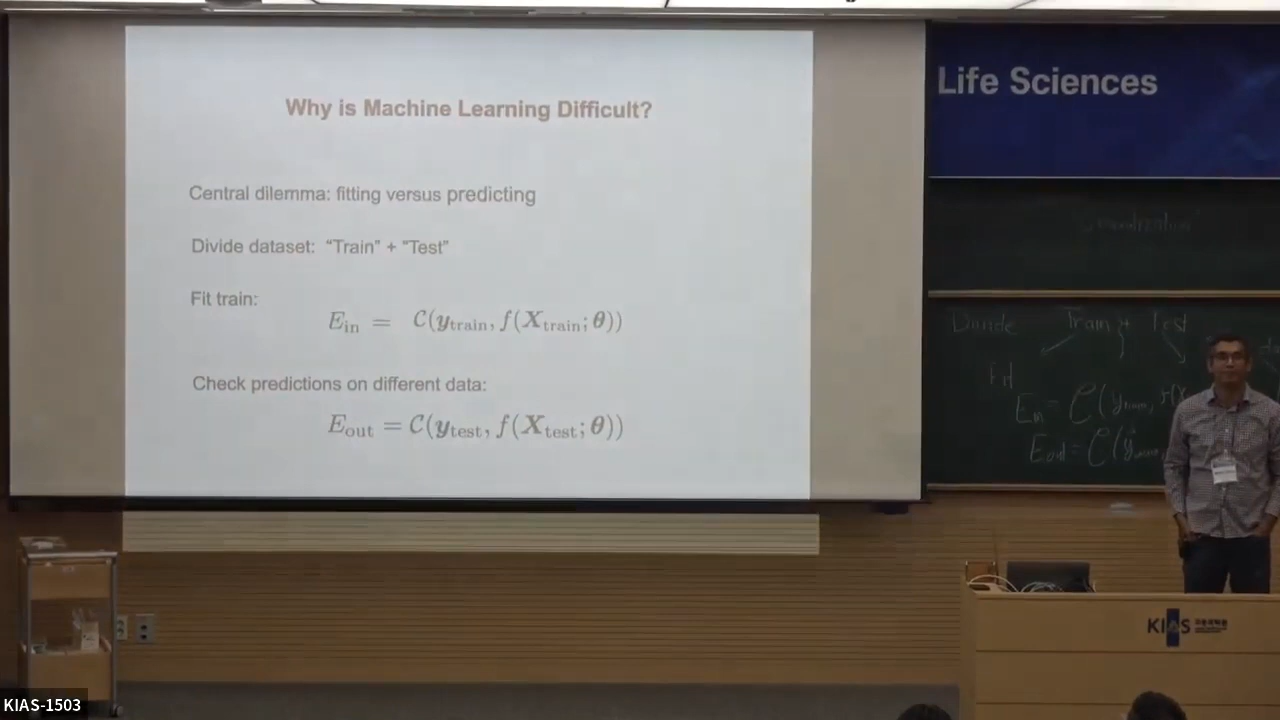 Why is Machine Learning Difficult?
Central dilemma: fitting versus predicting
Divide dataset: “Train” + “Test”
Fit train:
E_in = C(y_train, f(X_train; θ))
Check predictions on different data:
E_out = C(y_test, f(X_test; θ))
Life Sciences
Divide Train + Test
Fit
E_in = C(y_train, f(X
E_out = C(y
KIAS
KIAS-1503